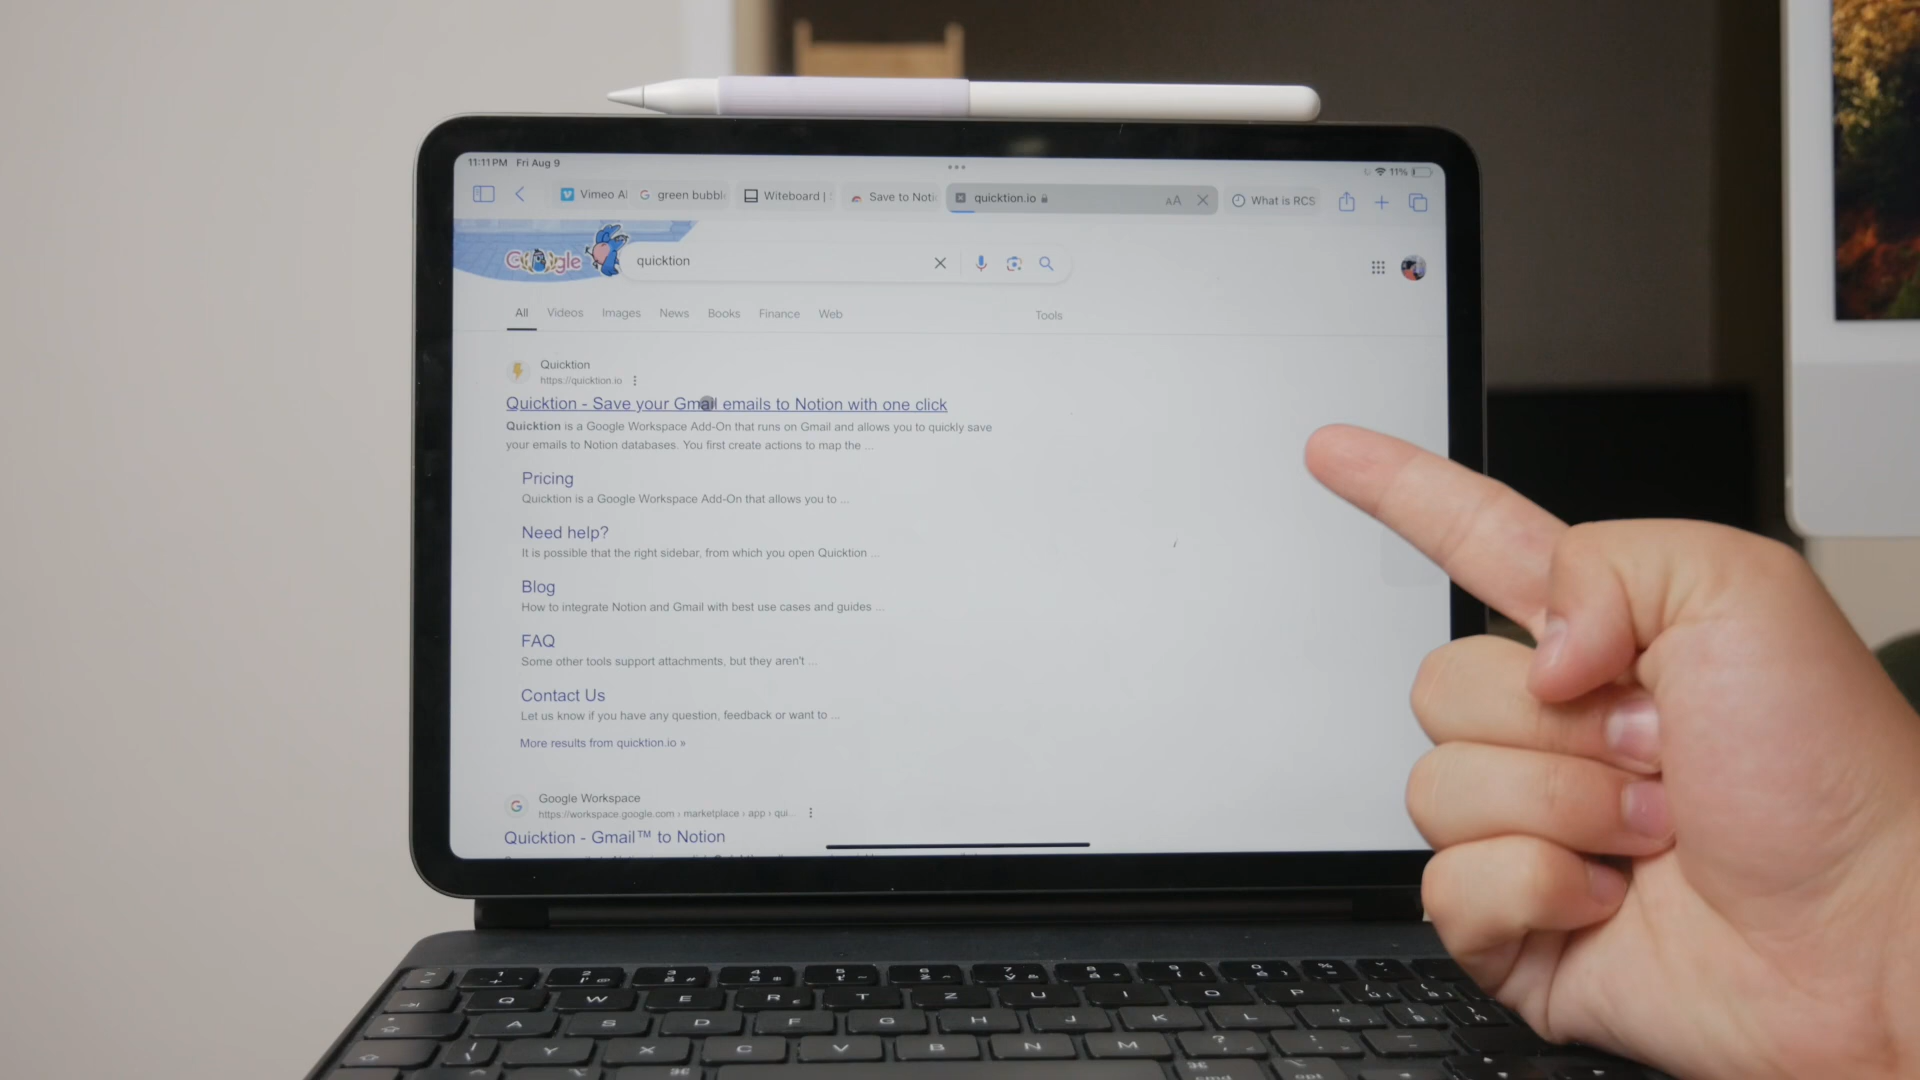 11:11 PM Fri Aug 9
11%
Vimeo AI
green bubbl
Witeboard |
Save to Noti
quicktion.io
AA
What is RCS
Google
quicktion
All Videos Images News Books Finance Web Tools
Quicktion
https://quicktion.io
Quicktion - Save your Gmail emails to Notion with one click
Quicktion is a Google Workspace Add-On that runs on Gmail and allows you to quickly save
your emails to Notion databases. You first create actions to map the ...
Pricing
Quicktion is a Google Workspace Add-On that allows you to ...
Need help?
It is possible that the right sidebar, from which you open Quicktion ...
Blog
How to integrate Notion and Gmail with best use cases and guides ...
FAQ
Some other tools support attachments, but they aren't ...
Contact Us
Let us know if you have any question, feedback or want to ...
More results from quicktion.io »
G Google Workspace
https://workspace.google.com › marketplace › app › qui...
Quicktion - Gmail™ to Notion
Q W E R T Z U I O P
A S D F G H J K L
Y X C V B N M
cmd opt